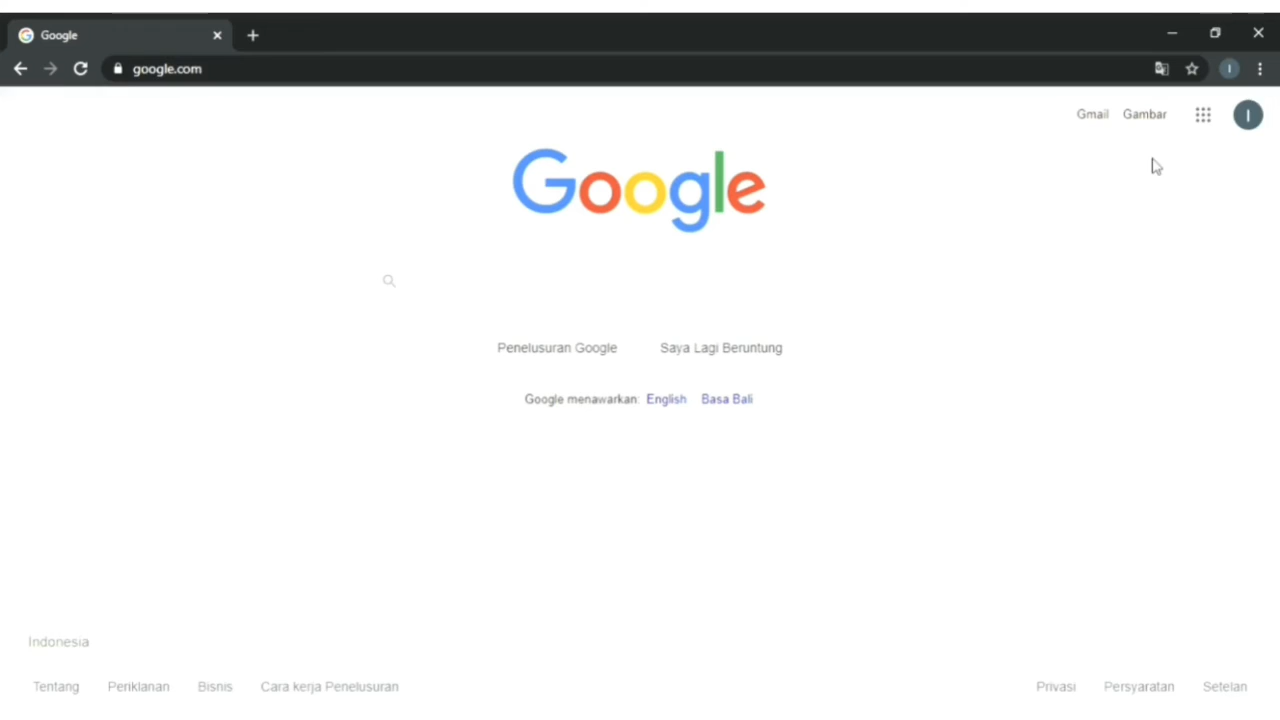 Google
google.com
I
Gmail Gambar I
Google
Penelusuran Google Saya Lagi Beruntung
Google menawarkan: English Basa Bali
Indonesia
Tentang Periklanan Bisnis Cara kerja Penelusuran Privasi Persyaratan Setelan